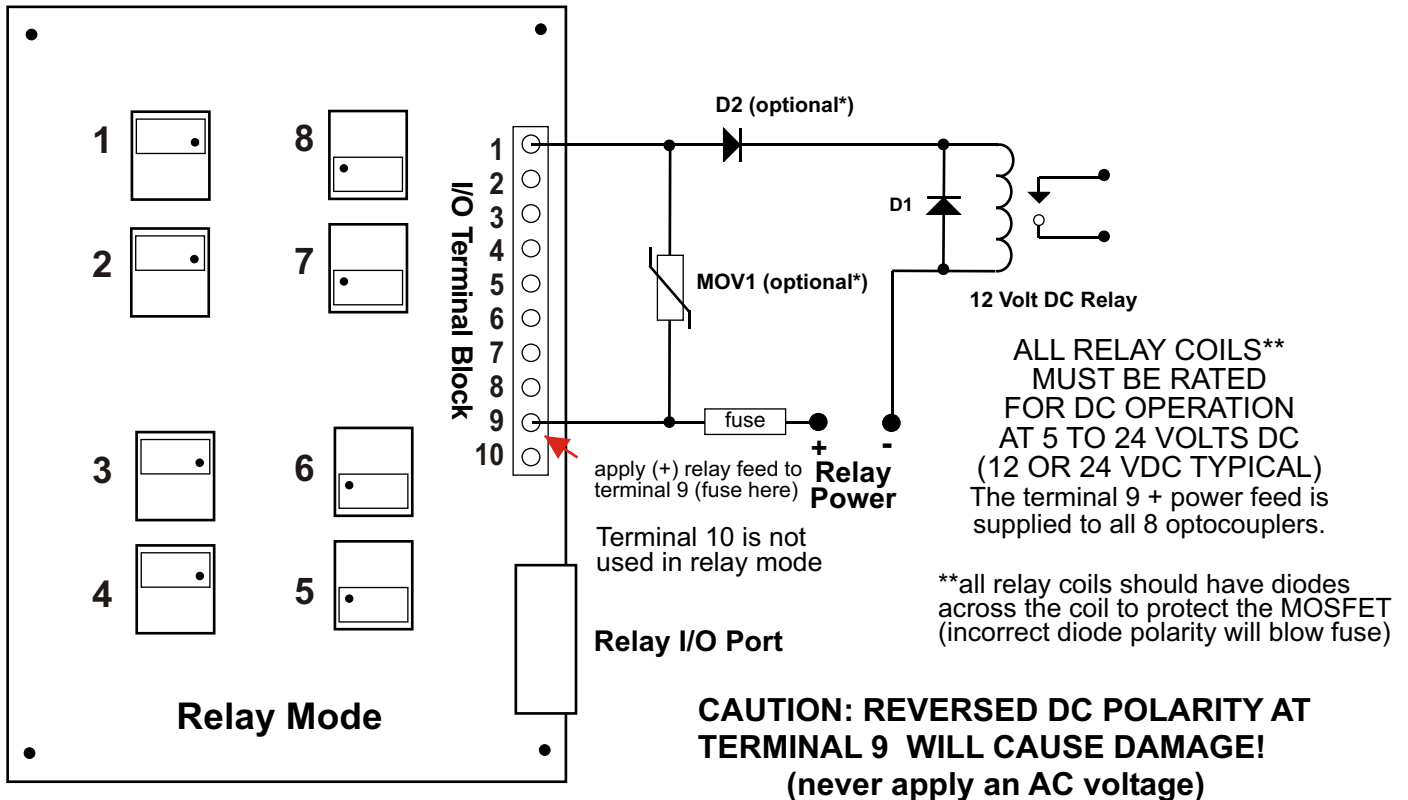 1
2
3
4
8
7
6
5
Relay Mode
I/O Terminal Block
1
2
3
4
5
6
7
8
9
10
D2 (optional*)
D1
MOV1 (optional*)
12 Volt DC Relay
fuse
+
-
Relay
Power
apply (+) relay feed to
terminal 9 (fuse here)
Terminal 10 is not
used in relay mode
Relay I/O Port
ALL RELAY COILS**
MUST BE RATED
FOR DC OPERATION
AT 5 TO 24 VOLTS DC
(12 OR 24 VDC TYPICAL)
The terminal 9 + power feed is
supplied to all 8 optocouplers.
**all relay coils should have diodes
across the coil to protect the MOSFET
(incorrect diode polarity will blow fuse)
CAUTION: REVERSED DC POLARITY AT
TERMINAL 9 WILL CAUSE DAMAGE!
(never apply an AC voltage)